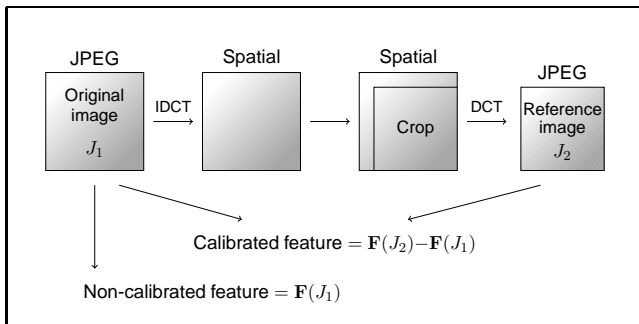 JPEG
Original
image
J₁
IDCT
Spatial
Spatial
Crop
DCT
JPEG
Reference
image
J₂
Calibrated feature = F(J₂)−F(J₁)
Non-calibrated feature = F(J₁)